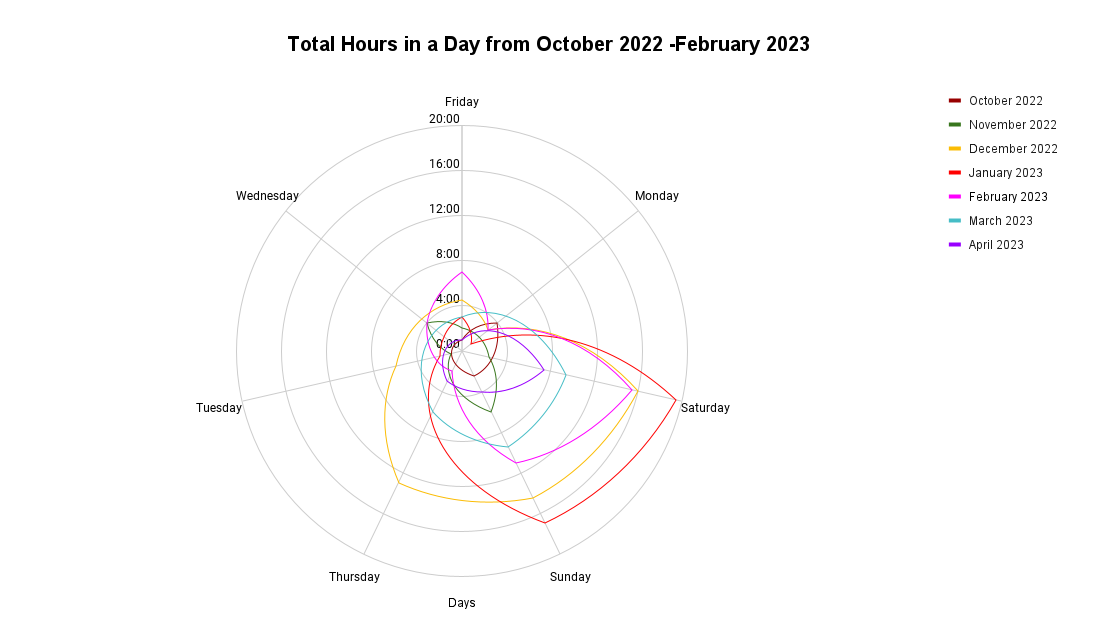 Total Hours in a Day from October 2022 -February 2023
Friday
20:00
16:00
12:00
8:00
4:00
0:00
Monday
Saturday
Sunday
Thursday
Tuesday
Wednesday
Days
October 2022
November 2022
December 2022
January 2023
February 2023
March 2023
April 2023